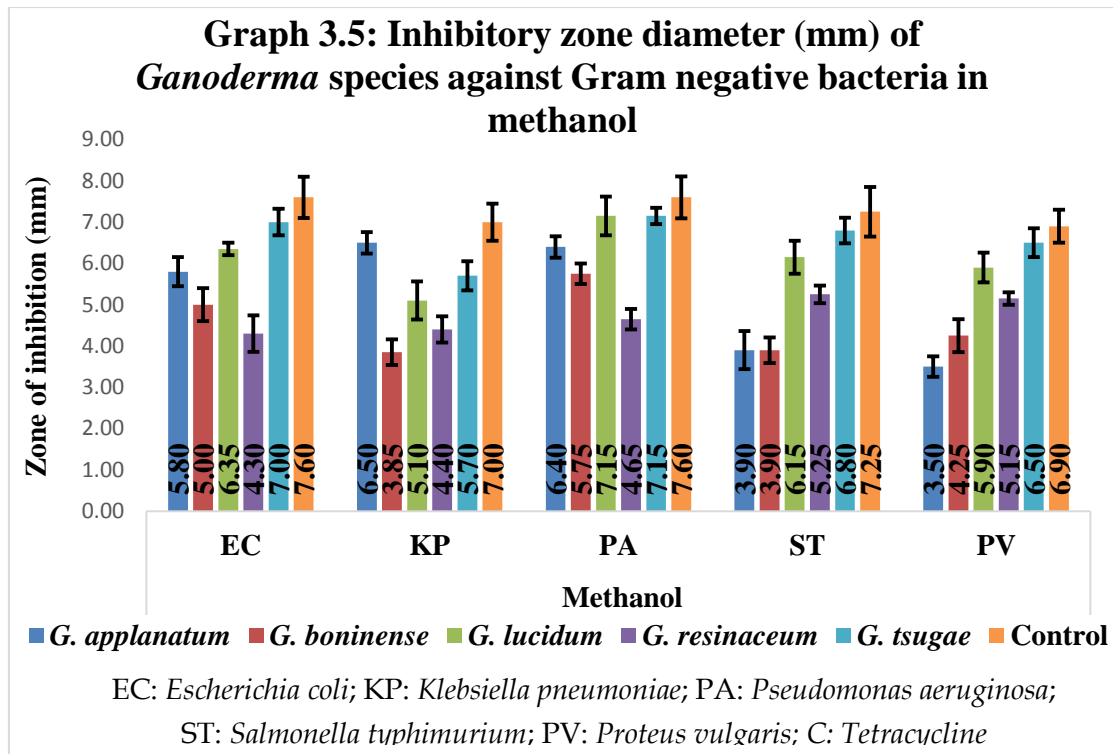 Graph 3.5: Inhibitory zone diameter (mm) of
Ganoderma species against Gram negative bacteria in
methanol
Zone of inhibition (mm)
9.00
8.00
7.00
6.00
5.00
4.00
3.00
2.00
1.00
0.00
5.80 5.00 6.35 4.30 7.00 7.60 6.50 3.85 5.10 4.40 5.70 7.00 6.40 5.75 7.15 4.65 7.15 7.60 3.90 3.90 6.15 5.25 6.80 7.25 3.50 4.25 5.90 5.15 6.50 6.90
EC KP PA ST PV
Methanol
G. applanatum G. boninense G. lucidum G. resinaceum G. tsugae Control
EC: Escherichia coli; KP: Klebsiella pneumoniae; PA: Pseudomonas aeruginosa;
ST: Salmonella typhimurium; PV: Proteus vulgaris; C: Tetracycline